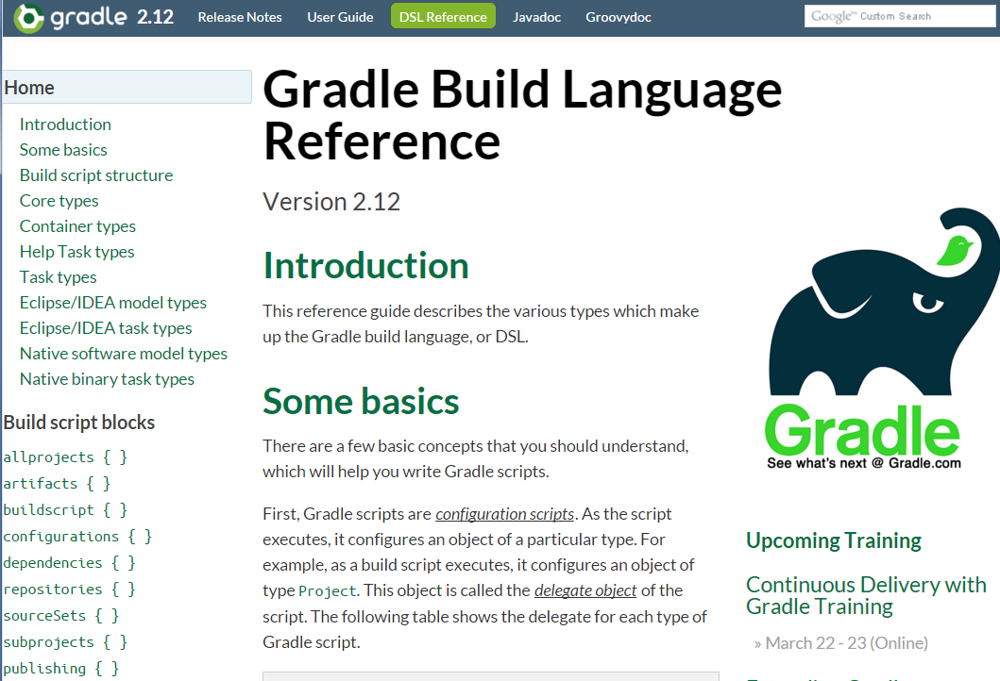 gradle 2.12 Release Notes User Guide DSL Reference Javadoc Groovydoc Google™ Custom Search
Home
Introduction
Some basics
Build script structure
Core types
Container types
Help Task types
Task types
Eclipse/IDEA model types
Eclipse/IDEA task types
Native software model types
Native binary task types
Build script blocks
allprojects { }
artifacts { }
buildscript { }
configurations { }
dependencies { }
repositories { }
sourceSets { }
subprojects { }
publishing { }
Gradle Build Language
Reference
Version 2.12
Introduction
This reference guide describes the various types which make
up the Gradle build language, or DSL.
Some basics
There are a few basic concepts that you should understand,
which will help you write Gradle scripts.
First, Gradle scripts are configuration scripts. As the script
executes, it configures an object of a particular type. For
example, as a build script executes, it configures an object of
type Project. This object is called the delegate object of the
script. The following table shows the delegate for each type of
Gradle script.
Gradle
See what's next @ Gradle.com
Upcoming Training
Continuous Delivery with
Gradle Training
» March 22 - 23 (Online)